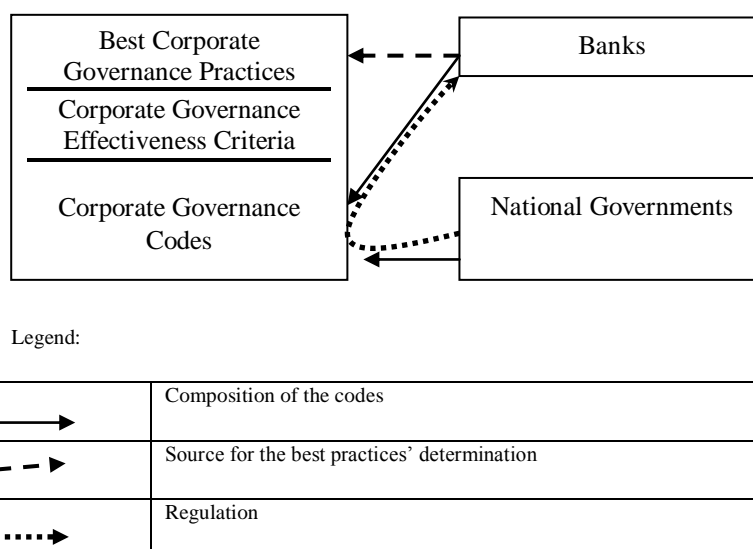 Best Corporate
Governance Practices
Corporate Governance
Effectiveness Criteria
Corporate Governance
Codes
Banks
National Governments
Legend:
Composition of the codes
Source for the best practices’ determination
Regulation